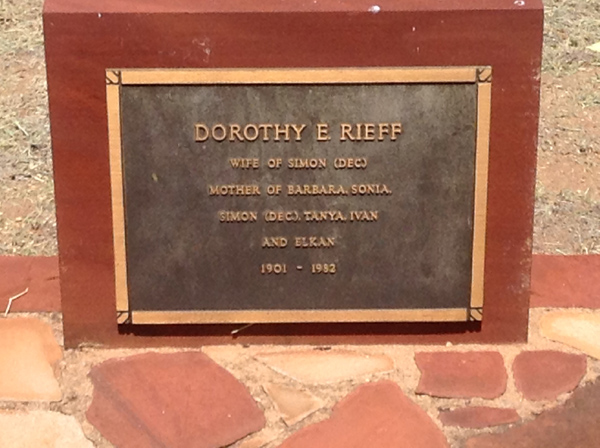 DOROTHY E. RIEFF
WIFE OF SIMON (DEC)
MOTHER OF BARBARA, SONIA,
SIMON (DEC), TANYA, IVAN
AND ELKAN
1901 - 1982